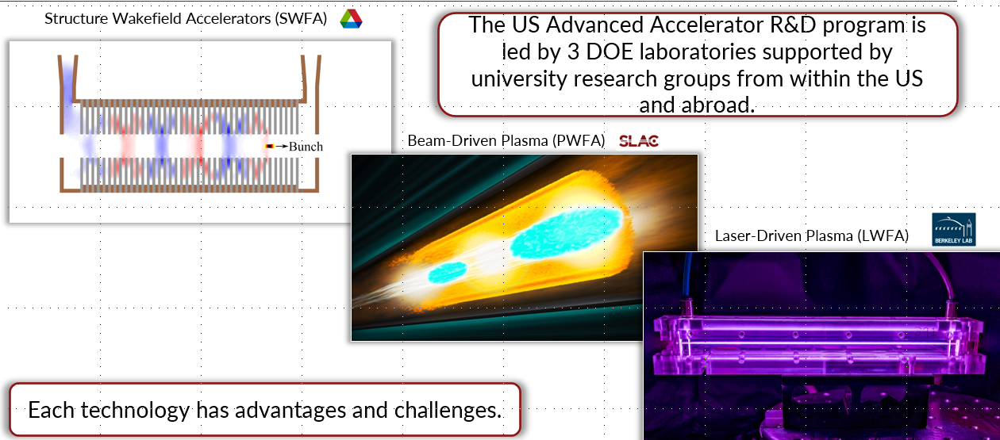 Structure Wakefield Accelerators (SWFA)
The US Advanced Accelerator R&D program is
led by 3 DOE laboratories supported by
university research groups from within the US
and abroad.
Bunch
Beam-Driven Plasma (PWFA)
SLAC
Laser-Driven Plasma (LWFA)
BERKELEY LAB
Each technology has advantages and challenges.